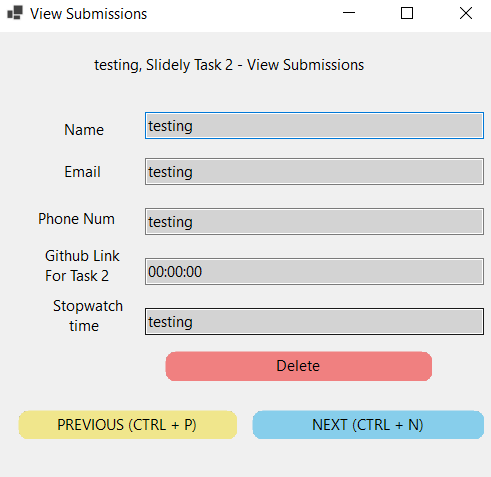 View Submissions
testing, Slidely Task 2 - View Submissions
Name
testing
Email
testing
Phone Num
testing
Github Link
For Task 2
00:00:00
Stopwatch
time
testing
Delete
PREVIOUS (CTRL + P)
NEXT (CTRL + N)